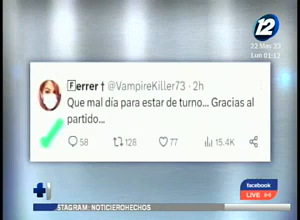 12
22 Mes 23
Lun 01:12
🄵errer † @VampireKiller73 · 2h
Que mal día para estar de turno... Gracias al
partido...
58 128 77 15.4K
facebook
LIVE
STAGRAM: NOTICIEROHECHOS